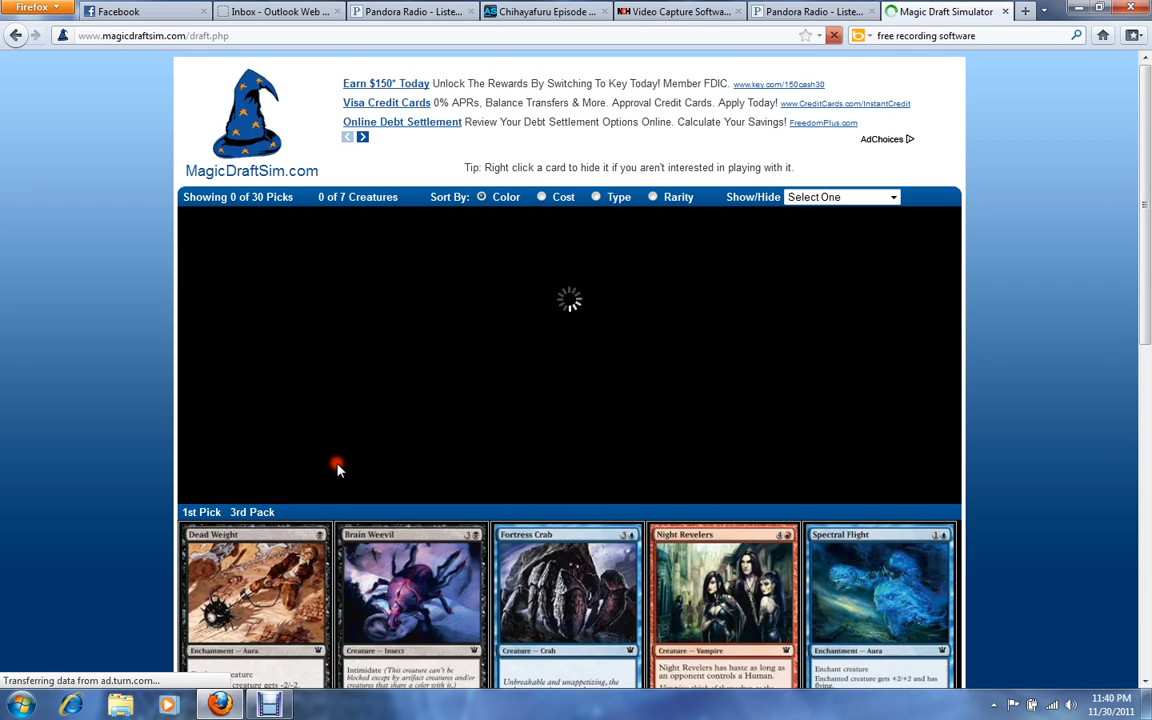 Firefox
Facebook
Inbox - Outlook Web ...
Pandora Radio - Liste...
Chihayafuru Episode ...
Video Capture Softwa...
Pandora Radio - Liste...
Magic Draft Simulator
www.magicdraftsim.com/draft.php
free recording software
Earn $150* Today Unlock The Rewards By Switching To Key Today! Member FDIC. www.key.com/150cash30
Visa Credit Cards 0% APRs, Balance Transfers & More. Approval Credit Cards. Apply Today! www.CreditCards.com/InstantCredit
Online Debt Settlement Review Your Debt Settlement Options Online. Calculate Your Savings! FreedomPlus.com
AdChoices
MagicDraftSim.com
Tip: Right click a card to hide it if you aren't interested in playing with it.
Showing 0 of 30 Picks 0 of 7 Creatures Sort By: Color Cost Type Rarity Show/Hide Select One
1st Pick 3rd Pack
Dead Weight
Brain Weevil 3
Fortress Crab 3
Night Revelers 4
Spectral Flight 1
Enchantment — Aura
Creature — Insect
Creature — Crab
Creature — Vampire
Enchantment — Aura
creature
creature gets -2/-2.
Intimidate (This creature can't be
blocked except by artifact creatures and/or
creatures that share a color with it.)
Unbreakable and unappetizing, the
Night Revelers has haste as long as
an opponent controls a Human.
Enchant creature
Enchanted creature gets +2/+2 and has
flying.
Transferring data from ad.turn.com...
11:40 PM
11/30/2011